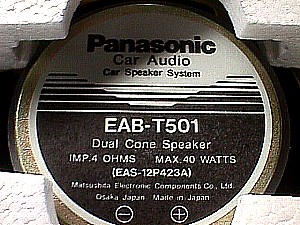 Panasonic
Car Audio
Car Speaker System
EAB-T501
Dual Cone Speaker
IMP.4 OHMS MAX.40 WATTS
(EAS-12P423A)
Matsushita Electronic Components Co., Ltd.
Osaka Japan Made in Japan
⊖ ⊕